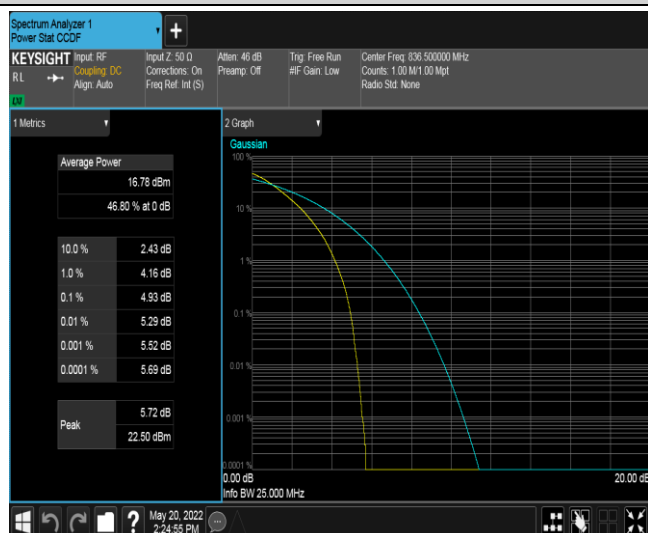 Spectrum Analyzer 1
Power Stat CCDF
+
KEYSIGHT
RL
Input: RF
Coupling: DC
Align: Auto
Input Z: 50 Ω
Corrections: On
Freq Ref: Int (S)
Atten: 46 dB
Preamp: Off
Trig: Free Run
#IF Gain: Low
Center Freq: 836.500000 MHz
Counts: 1.00 M/1.00 Mpt
Radio Std: None
1 Metrics
Average Power
16.78 dBm
46.80 % at 0 dB
10.0 % 2.43 dB
1.0 % 4.16 dB
0.1 % 4.93 dB
0.01 % 5.29 dB
0.001 % 5.52 dB
0.0001 % 5.69 dB
Peak
5.72 dB
22.50 dBm
2 Graph
Gaussian
100 %
10 %
1 %
0.1 %
0.01 %
0.001 %
0.0001 %
0.00 dB
20.00 dB
Info BW 25.000 MHz
?
May 20, 2022
2:24:55 PM